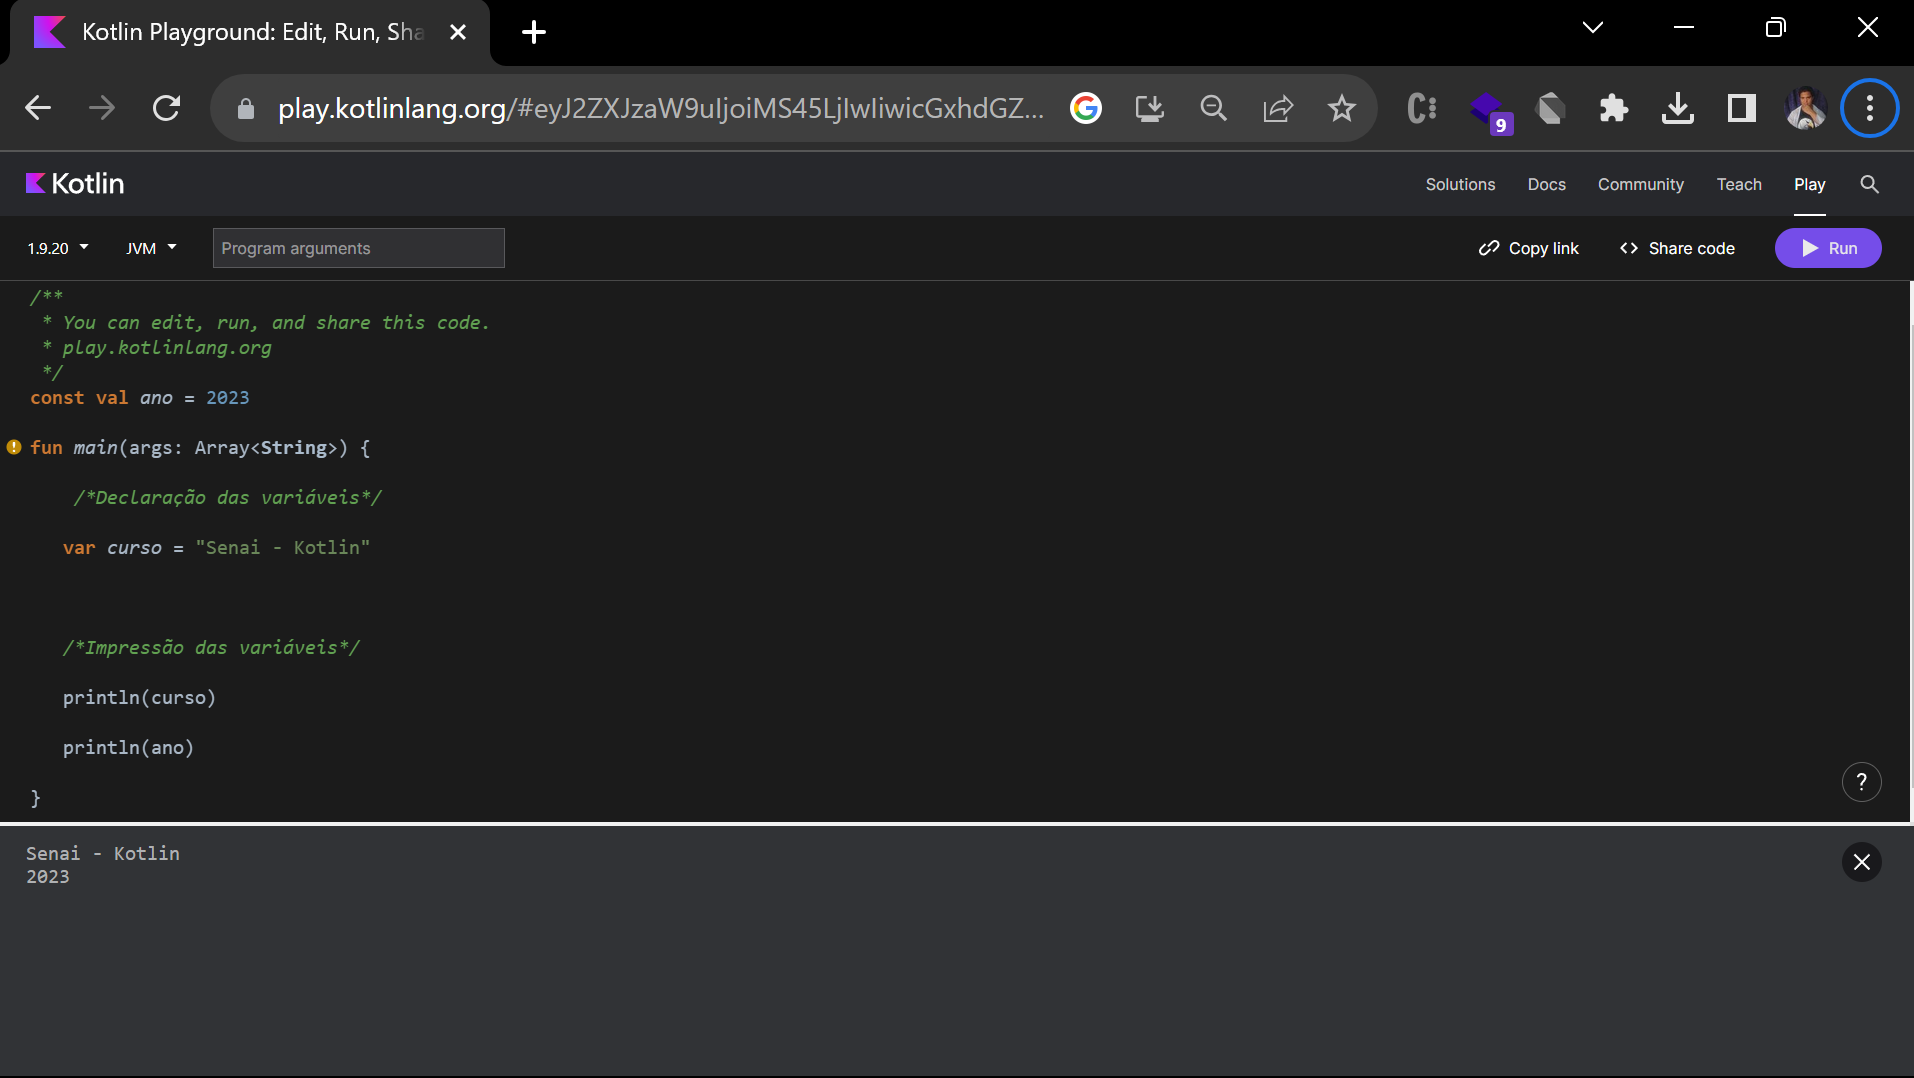 Kotlin Playground: Edit, Run, Sha
play.kotlinlang.org/#eyJ2ZXJzaW9uIjoiMS45LjIwIiwicGxhdGZ...
9
Kotlin
Solutions Docs Community Teach Play
1.9.20 JVM Program arguments Copy link Share code Run
/**
* You can edit, run, and share this code.
* play.kotlinlang.org
*/
const val ano = 2023
fun main(args: Array<String>) {
/*Declaração das variáveis*/
var curso = "Senai - Kotlin"
/*Impressão das variáveis*/
println(curso)
println(ano)
?
}
Senai - Kotlin
2023